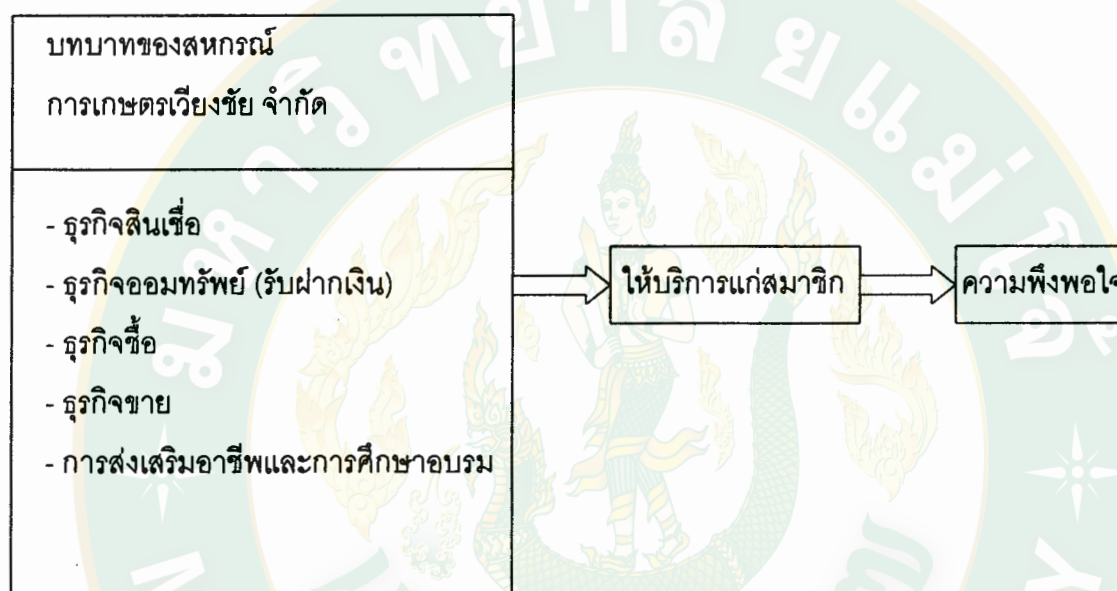 บทบาทของสหกรณ์
การเกษตรเวียงชัย จำกัด
- ธุรกิจสินเชื่อ
- ธุรกิจออมทรัพย์ (รับฝากเงิน)
- ธุรกิจซื้อ
- ธุรกิจขาย
- การส่งเสริมอาชีพและการศึกษาอบรม
ให้บริการแก่สมาชิก
ความพึงพอใจ